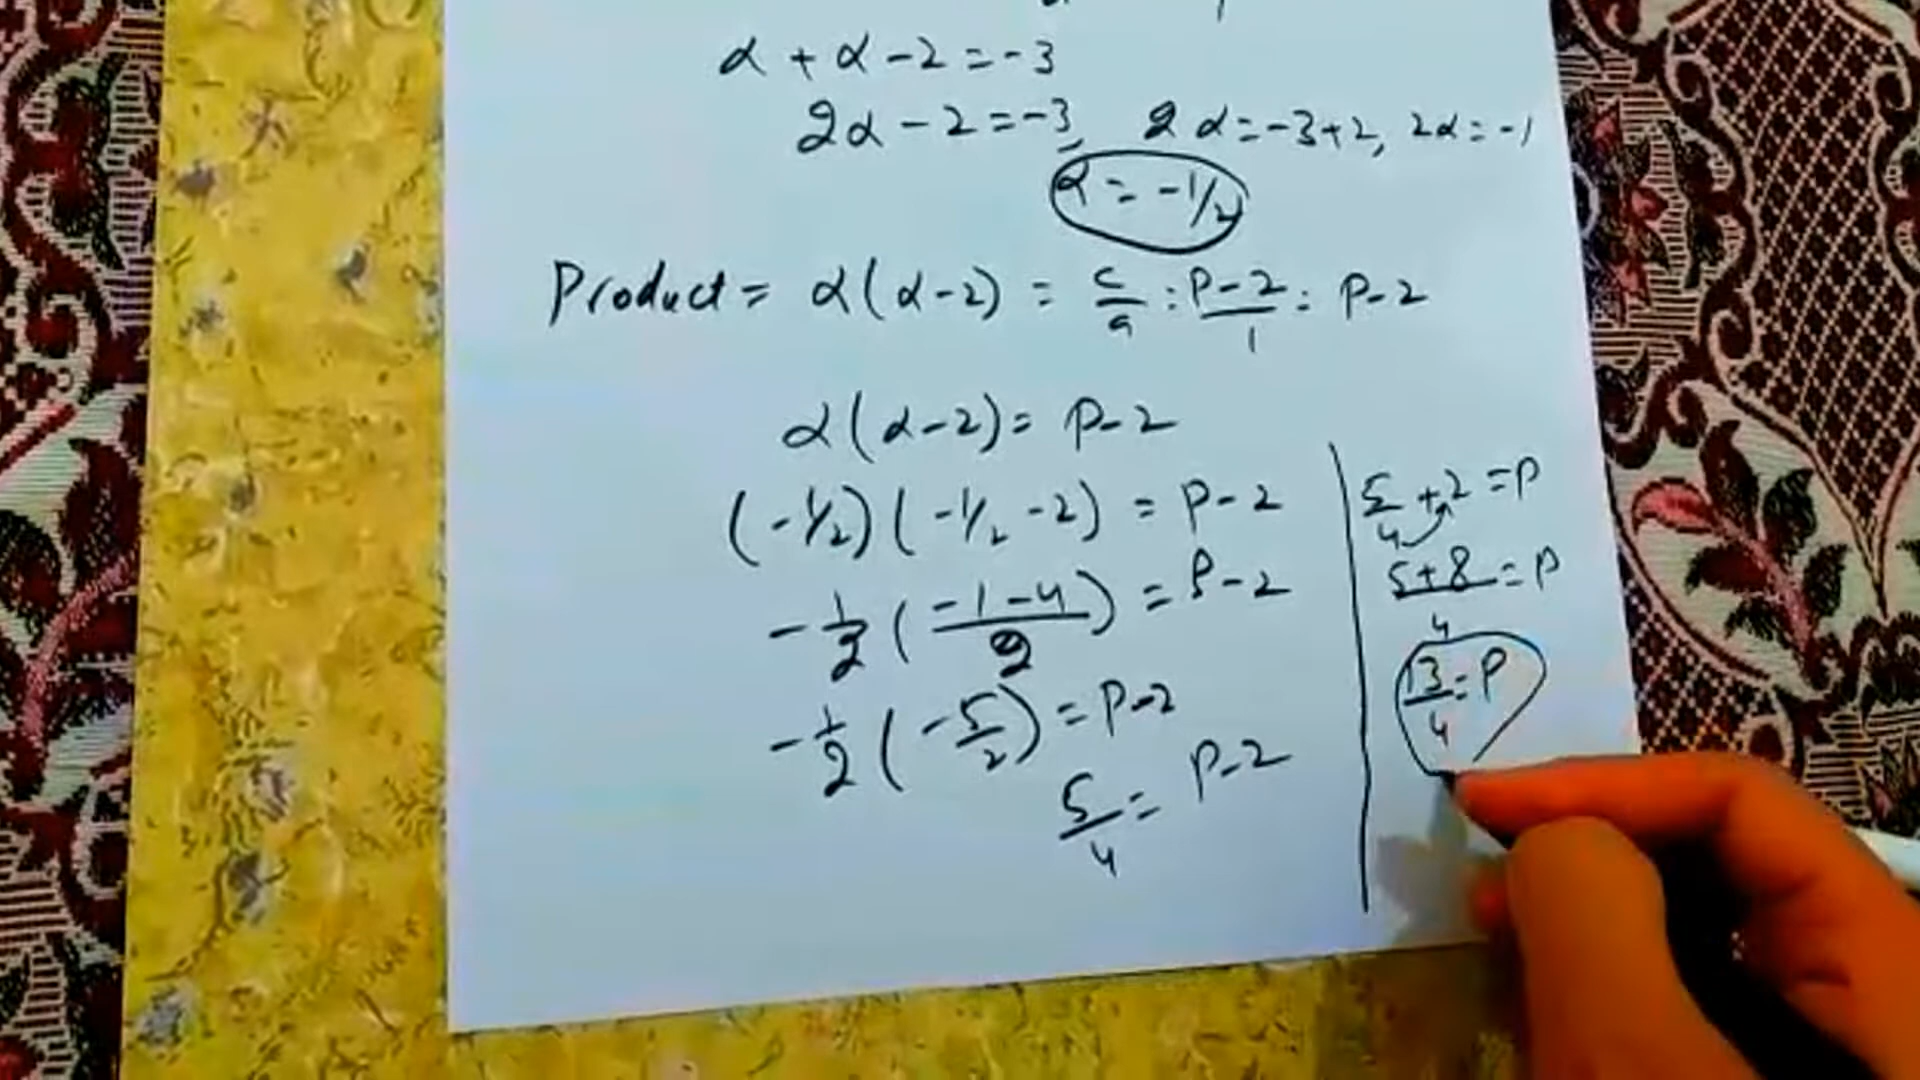 α + α - 2 = -3
2α - 2 = -3, 2α = -3+2, 2α = -1
α = -1/2
Product = α(α-2) = c/a = P-2/1 = P-2
α(α-2) = P-2
(-1/2)(-1/2 - 2) = P-2
-1/2(-1-4/2) = P-2
-1/2(-5/2) = P-2
5/4 = P-2
5/4 + 2 = P
5+8/4 = P
13/4 = P